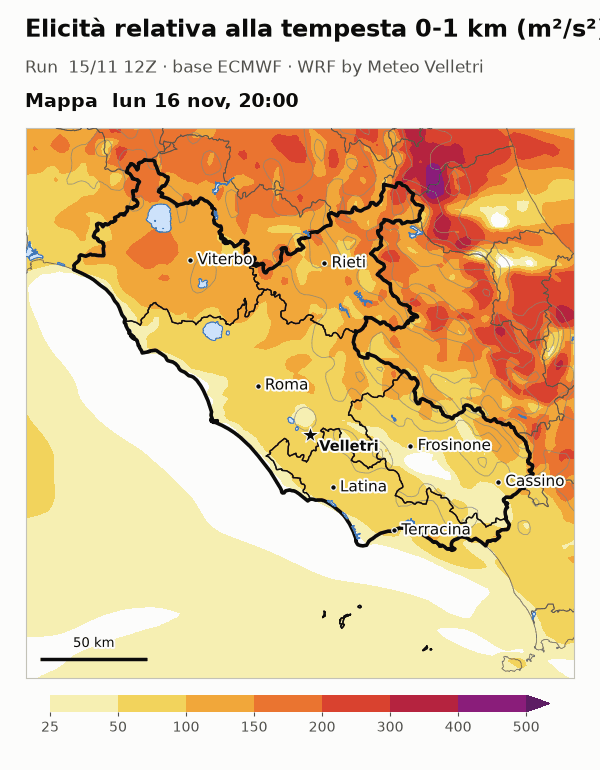 Elicità relativa alla tempesta 0-1 km (m²/s²)
Run 15/11 12Z · base ECMWF · WRF by Meteo Velletri
Mappa lun 16 nov, 20:00
Viterbo
Rieti
Roma
Velletri
Frosinone
Cassino
Latina
Terracina
50 km
25 50 100 150 200 300 400 500